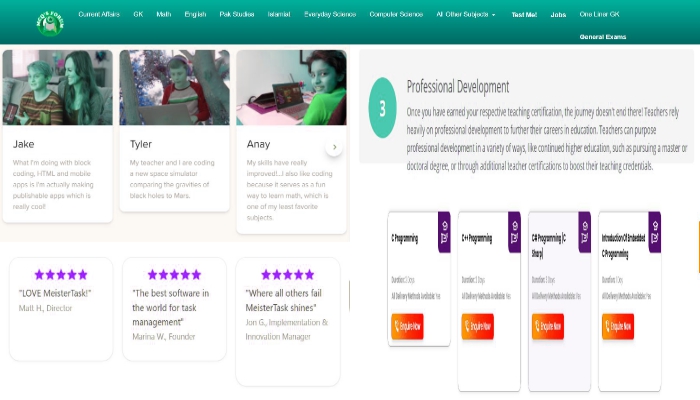 Current Affairs GK Math English Pak Studies Islamiat Everyday Science Computer Science All Other Subjects Test Me! Jobs One Liner GK
General Exams
Jake
What I'm doing with block
coding, HTML and mobile
apps is I'm actually making
publishable apps which is
really cool!
Tyler
My teacher and I are coding
a new space simulator
comparing the gravities of
black holes to Mars.
Anay
My skills have really
improved!...I also like coding
because it serves as a fun
way to learn math, which is
one of my least favorite
subjects.
3
Professional Development
Once you have earned your respective teaching certification, the journey doesn't end there! Teachers rely
heavily on professional development to further their careers in education. Teachers can purpose
professional development in a variety of ways, like continued higher education, such as pursuing a master or
doctoral degree, or through additional teacher certifications to boost their teaching credentials.
"LOVE MeisterTask!"
Matt H., Director
"The best software in
the world for task
management"
Marina W., Founder
"Where all others fail
MeisterTask shines"
Jon G., Implementation &
Innovation Manager
C Programming
Duration: 2 Days
All Delivery Methods Available: Yes
Enquire Now
C++ Programming
Duration: 2 Days
All Delivery Methods Available: Yes
Enquire Now
C# Programming (C
Sharp)
Duration: 2 Days
All Delivery Methods Available: Yes
Enquire Now
Introduction Of Embedded
C Programming
Duration: 1 Day
All Delivery Methods Available: Yes
Enquire Now